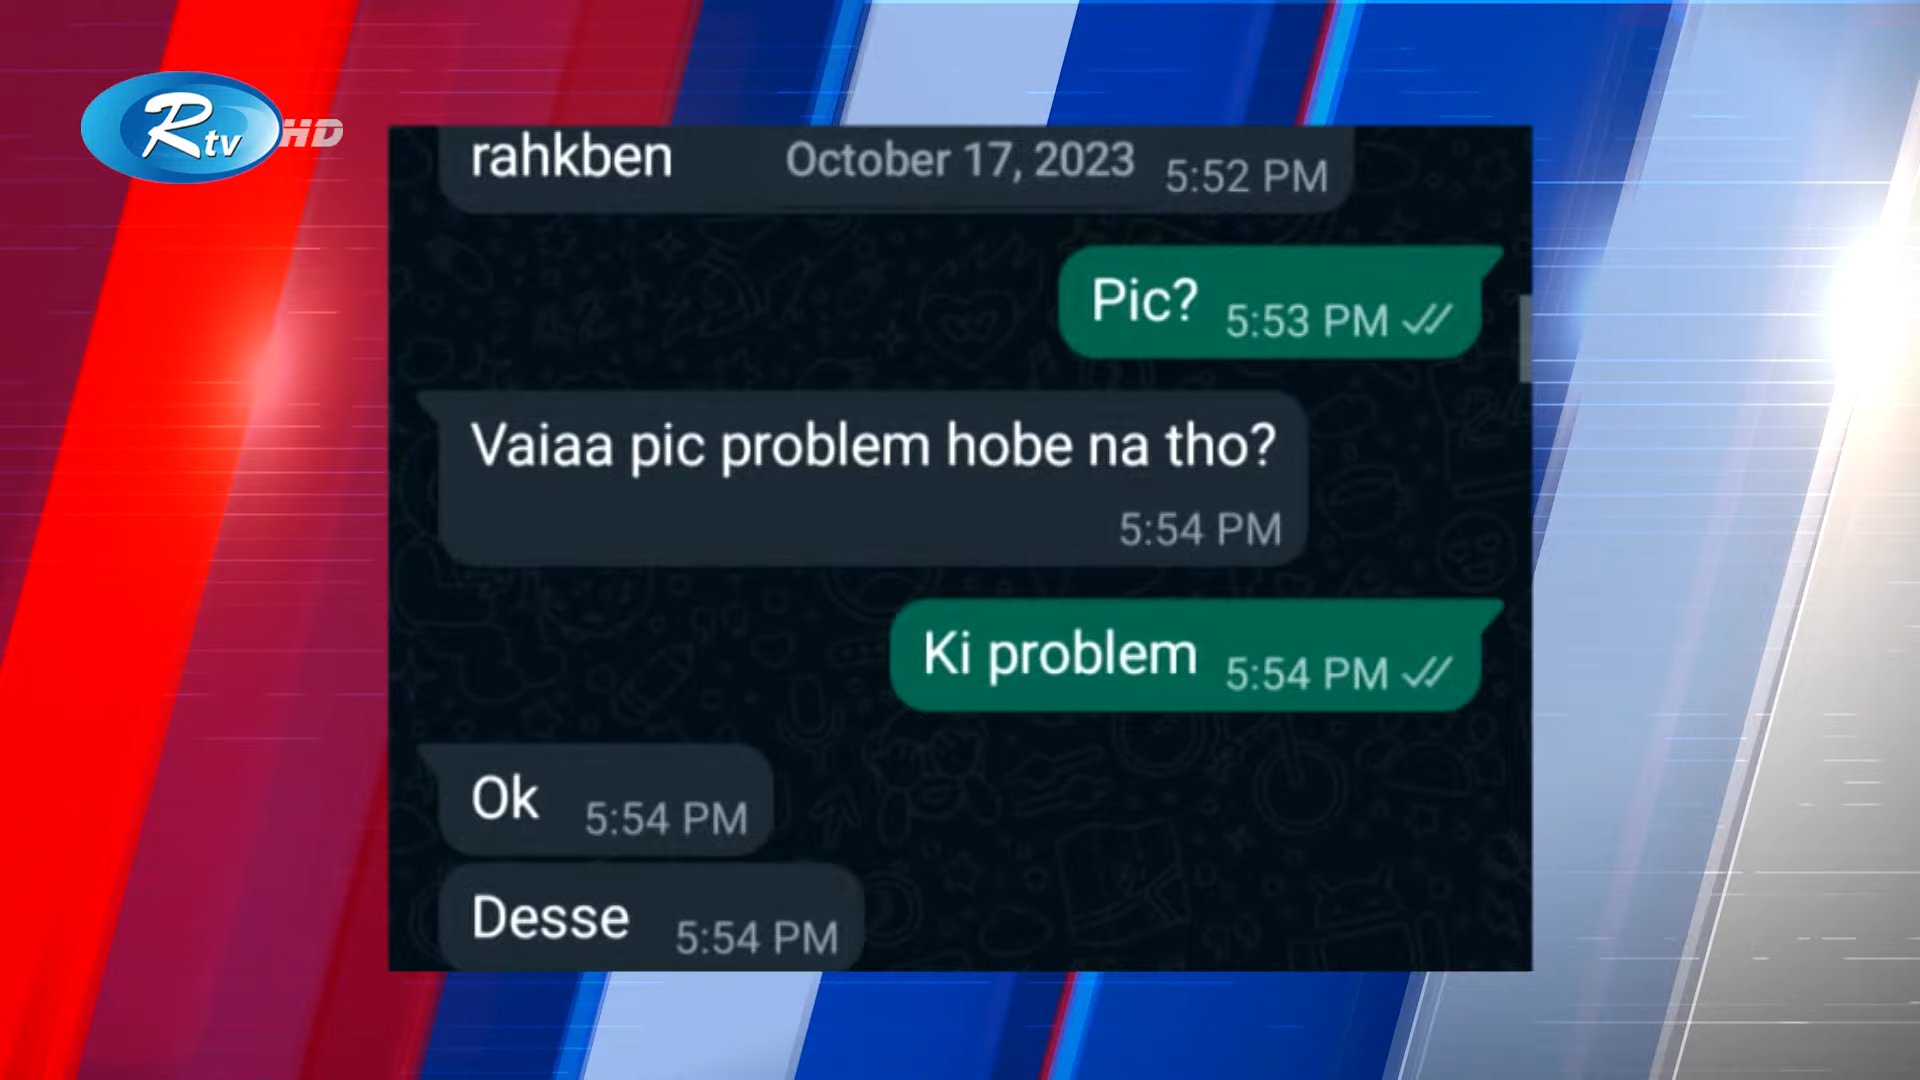 Rtv HD
rahkben October 17, 2023 5:52 PM
Pic? 5:53 PM
Vaiaa pic problem hobe na tho?
5:54 PM
Ki problem 5:54 PM
Ok 5:54 PM
Desse 5:54 PM